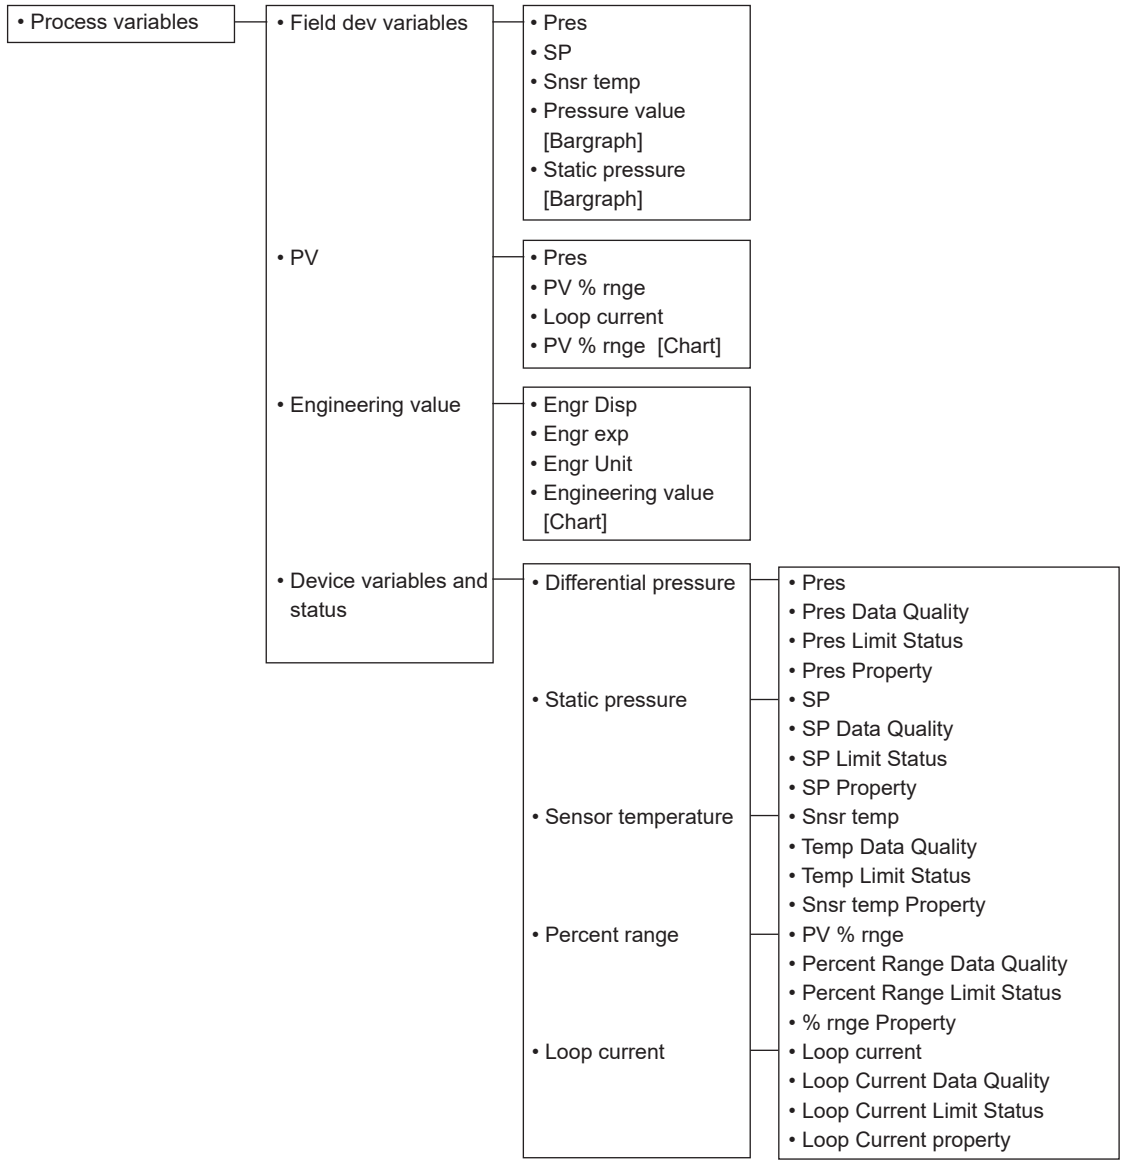 • Process variables
• Field dev variables
• Pres
• SP
• Snsr temp
• Pressure value
[Bargraph]
• Static pressure
[Bargraph]
• PV
• Pres
• PV % rnge
• Loop current
• PV % rnge [Chart]
• Engineering value
• Engr Disp
• Engr exp
• Engr Unit
• Engineering value
[Chart]
• Device variables and
status
• Differential pressure
• Pres
• Pres Data Quality
• Pres Limit Status
• Pres Property
• Static pressure
• SP
• SP Data Quality
• SP Limit Status
• SP Property
• Sensor temperature
• Snsr temp
• Temp Data Quality
• Temp Limit Status
• Snsr temp Property
• Percent range
• PV % rnge
• Percent Range Data Quality
• Percent Range Limit Status
• % rnge Property
• Loop current
• Loop current
• Loop Current Data Quality
• Loop Current Limit Status
• Loop Current property